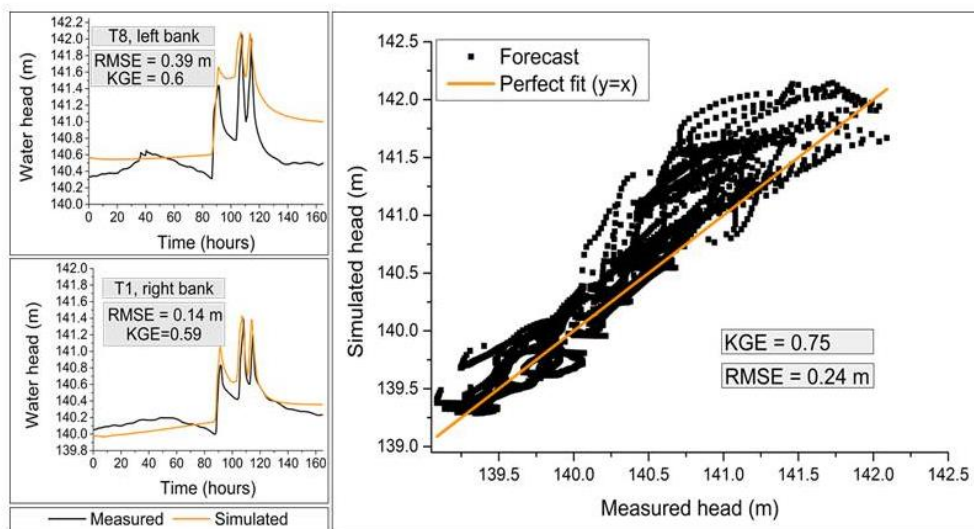 T8, left bank
RMSE = 0.39 m
KGE = 0.6
Water head (m)
142.2
142.0
141.8
141.6
141.4
141.2
141.0
140.8
140.6
140.4
140.2
140.0
0 20 40 60 80 100 120 140 160
Time (hours)
T1, right bank
RMSE = 0.14 m
KGE=0.59
Water head (m)
142.0
141.8
141.6
141.4
141.2
141.0
140.8
140.6
140.4
140.2
140.0
139.8
0 20 40 60 80 100 120 140 160
Time (hours)
Measured Simulated
Forecast
Perfect fit (y=x)
Simulated head (m)
142.5
142.0
141.5
141.0
140.5
140.0
139.5
139.0
KGE = 0.75
RMSE = 0.24 m
139.5 140.0 140.5 141.0 141.5 142.0 142.5
Measured head (m)